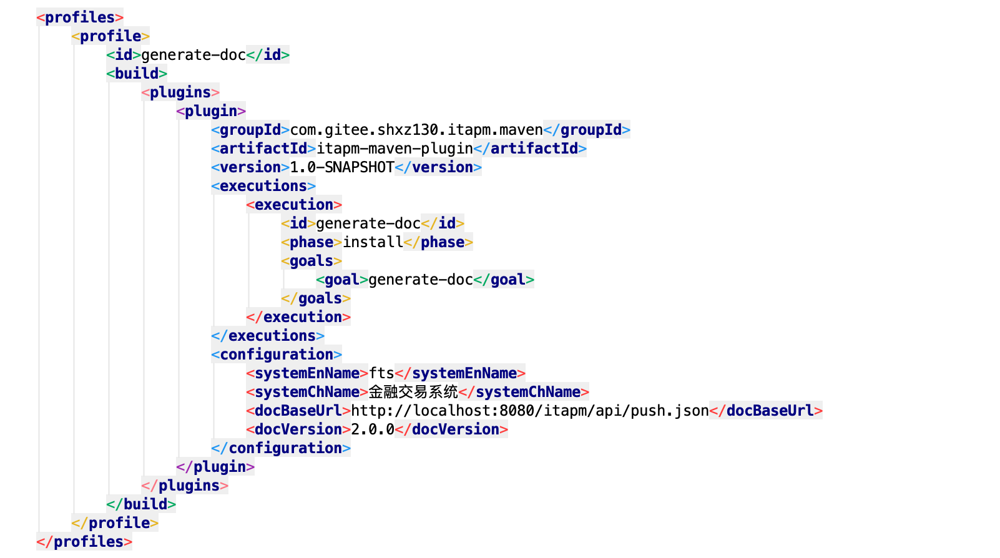 <profiles>
<profile>
<id>generate-doc</id>
<build>
<plugins>
<plugin>
<groupId>com.gitee.shxz130.itapm.maven</groupId>
<artifactId>itapm-maven-plugin</artifactId>
<version>1.0-SNAPSHOT</version>
<executions>
<execution>
<id>generate-doc</id>
<phase>install</phase>
<goals>
<goal>generate-doc</goal>
</goals>
</execution>
</executions>
<configuration>
<systemEnName>fts</systemEnName>
<systemChName>金融交易系统</systemChName>
<docBaseUrl>http://localhost:8080/itapm/api/push.json</docBaseUrl>
<docVersion>2.0.0</docVersion>
</configuration>
</plugin>
</plugins>
</build>
</profile>
</profiles>